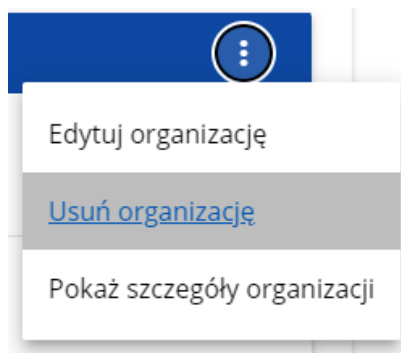 Edytuj organizację
Usuń organizację
Pokaż szczegóły organizacji